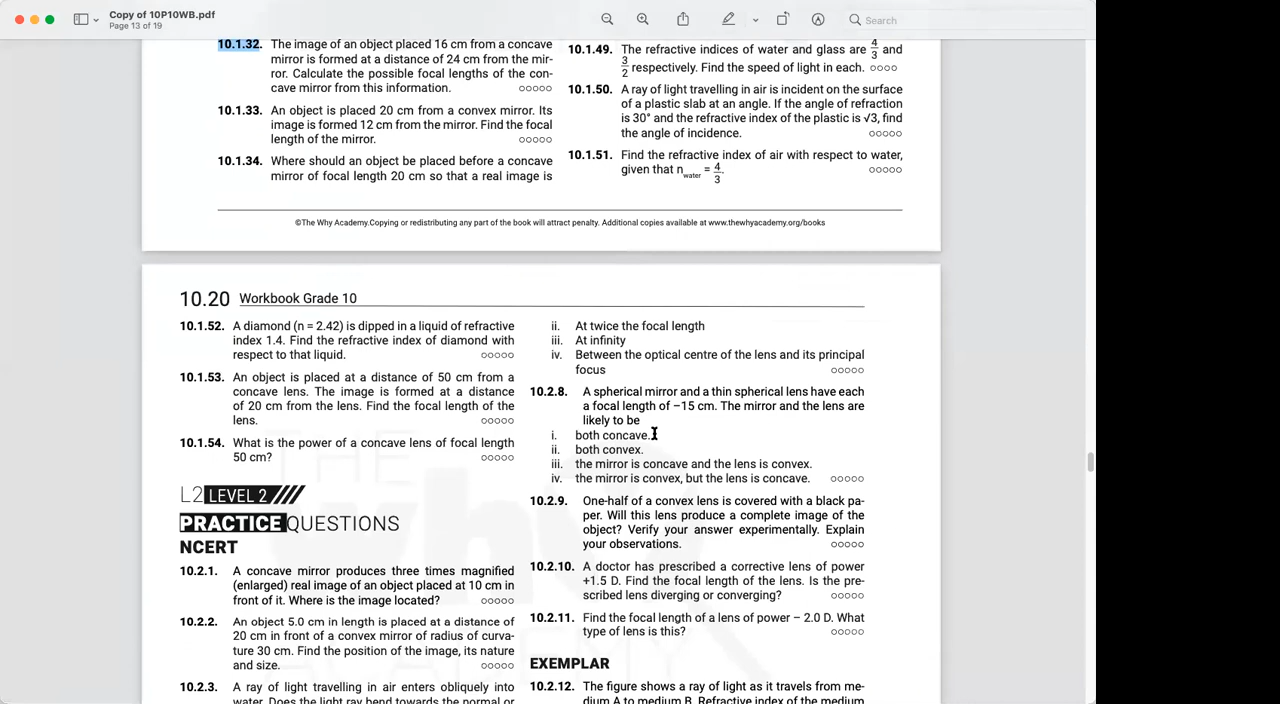 Copy of 10P10WB.pdf
Page 13 of 19
Search
10.1.32. The image of an object placed 16 cm from a concave
mirror is formed at a distance of 24 cm from the mir-
ror. Calculate the possible focal lengths of the con-
cave mirror from this information. ○○○○○
10.1.33. An object is placed 20 cm from a convex mirror. Its
image is formed 12 cm from the mirror. Find the focal
length of the mirror. ○○○○○
10.1.34. Where should an object be placed before a concave
mirror of focal length 20 cm so that a real image is
10.1.49. The refractive indices of water and glass are 4/3 and
3/2 respectively. Find the speed of light in each. ○○○○
10.1.50. A ray of light travelling in air is incident on the surface
of a plastic slab at an angle. If the angle of refraction
is 30° and the refractive index of the plastic is √3, find
the angle of incidence. ○○○○○
10.1.51. Find the refractive index of air with respect to water,
given that n water = 4/3. ○○○○○
©The Why Academy.Copying or redistributing any part of the book will attract penalty. Additional copies available at www.thewhyacademy.org/books
10.20 Workbook Grade 10
10.1.52. A diamond (n = 2.42) is dipped in a liquid of refractive
index 1.4. Find the refractive index of diamond with
respect to that liquid. ○○○○○
10.1.53. An object is placed at a distance of 50 cm from a
concave lens. The image is formed at a distance
of 20 cm from the lens. Find the focal length of the
lens. ○○○○○
10.1.54. What is the power of a concave lens of focal length
50 cm? ○○○○○
L2 LEVEL 2
PRACTICE QUESTIONS
NCERT
10.2.1. A concave mirror produces three times magnified
(enlarged) real image of an object placed at 10 cm in
front of it. Where is the image located? ○○○○○
10.2.2. An object 5.0 cm in length is placed at a distance of
20 cm in front of a convex mirror of radius of curva-
ture 30 cm. Find the position of the image, its nature
and size. ○○○○○
10.2.3. A ray of light travelling in air enters obliquely into
water. Does the light ray bend towards the normal or
ii. At twice the focal length
iii. At infinity
iv. Between the optical centre of the lens and its principal
focus ○○○○○
10.2.8. A spherical mirror and a thin spherical lens have each
a focal length of −15 cm. The mirror and the lens are
likely to be
i. both concave.
ii. both convex.
iii. the mirror is concave and the lens is convex.
iv. the mirror is convex, but the lens is concave. ○○○○○
10.2.9. One-half of a convex lens is covered with a black pa-
per. Will this lens produce a complete image of the
object? Verify your answer experimentally. Explain
your observations. ○○○○○
10.2.10. A doctor has prescribed a corrective lens of power
+1.5 D. Find the focal length of the lens. Is the pre-
scribed lens diverging or converging? ○○○○○
10.2.11. Find the focal length of a lens of power − 2.0 D. What
type of lens is this? ○○○○○
EXEMPLAR
10.2.12. The figure shows a ray of light as it travels from me-
dium A to medium B. Refractive index of the medium